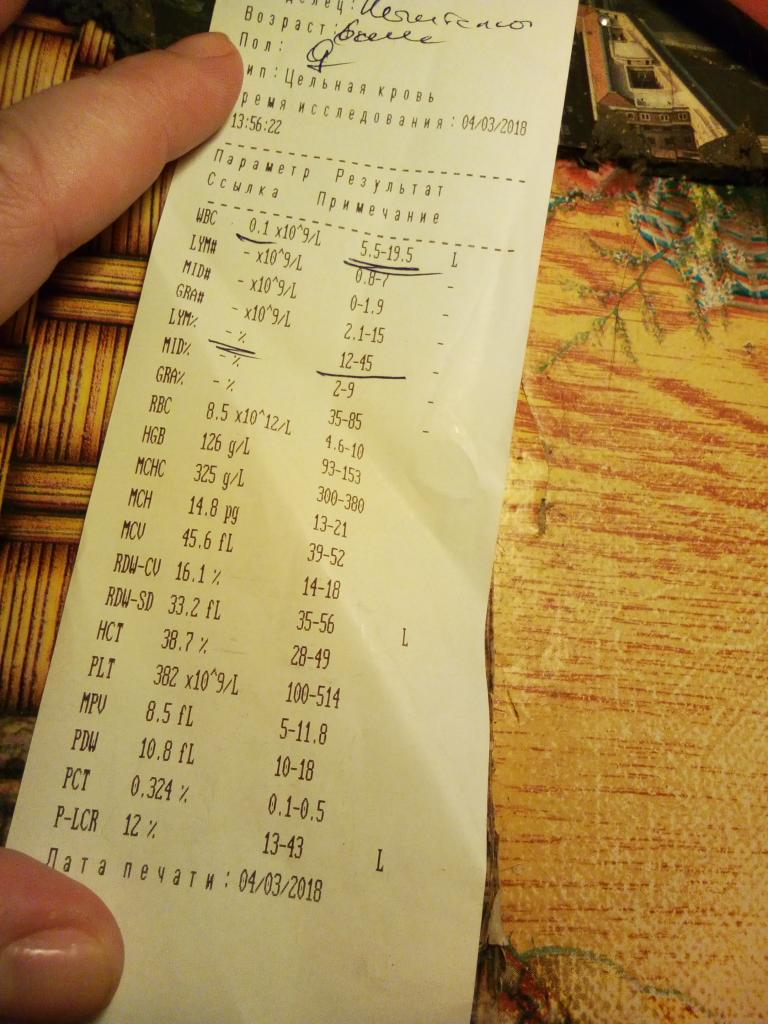 делец:
Возраст:
Пол:
ип: Цельная кровь
ремя исследования: 04/03/2018
13:56:22
Параметр Результат
Ссылка Примечание
WBC 0.1 x10^9/L 5.5-19.5 L
LYM# - x10^9/L 0.8-7 -
MID# - x10^9/L 0-1.9 -
GRA# - x10^9/L 2.1-15 -
LYM% - % 12-45 -
MID% - % 2-9 -
GRA% - % 35-85 -
RBC 8.5 x10^12/L 4.6-10
HGB 126 g/L 93-153
MCHC 325 g/L 300-380
MCH 14.8 pg 13-21
MCV 45.6 fL 39-52
RDW-CV 16.1 % 14-18
RDW-SD 33.2 fL 35-56 L
HCT 38.7 % 28-49
PLT 382 x10^9/L 100-514
MPV 8.5 fL 5-11.8
PDW 10.8 fL 10-18
PCT 0.324 % 0.1-0.5
P-LCR 12 % 13-43 L
Дата печати: 04/03/2018